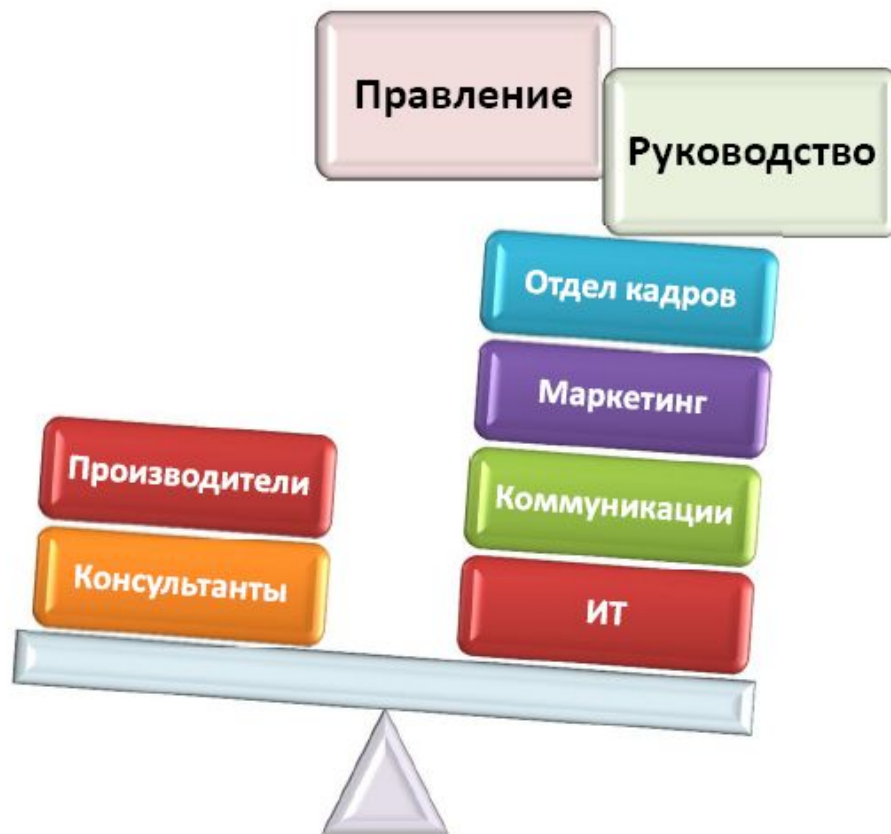 Правление
Руководство
Отдел кадров
Маркетинг
Производители
Коммуникации
Консультанты
ИТ